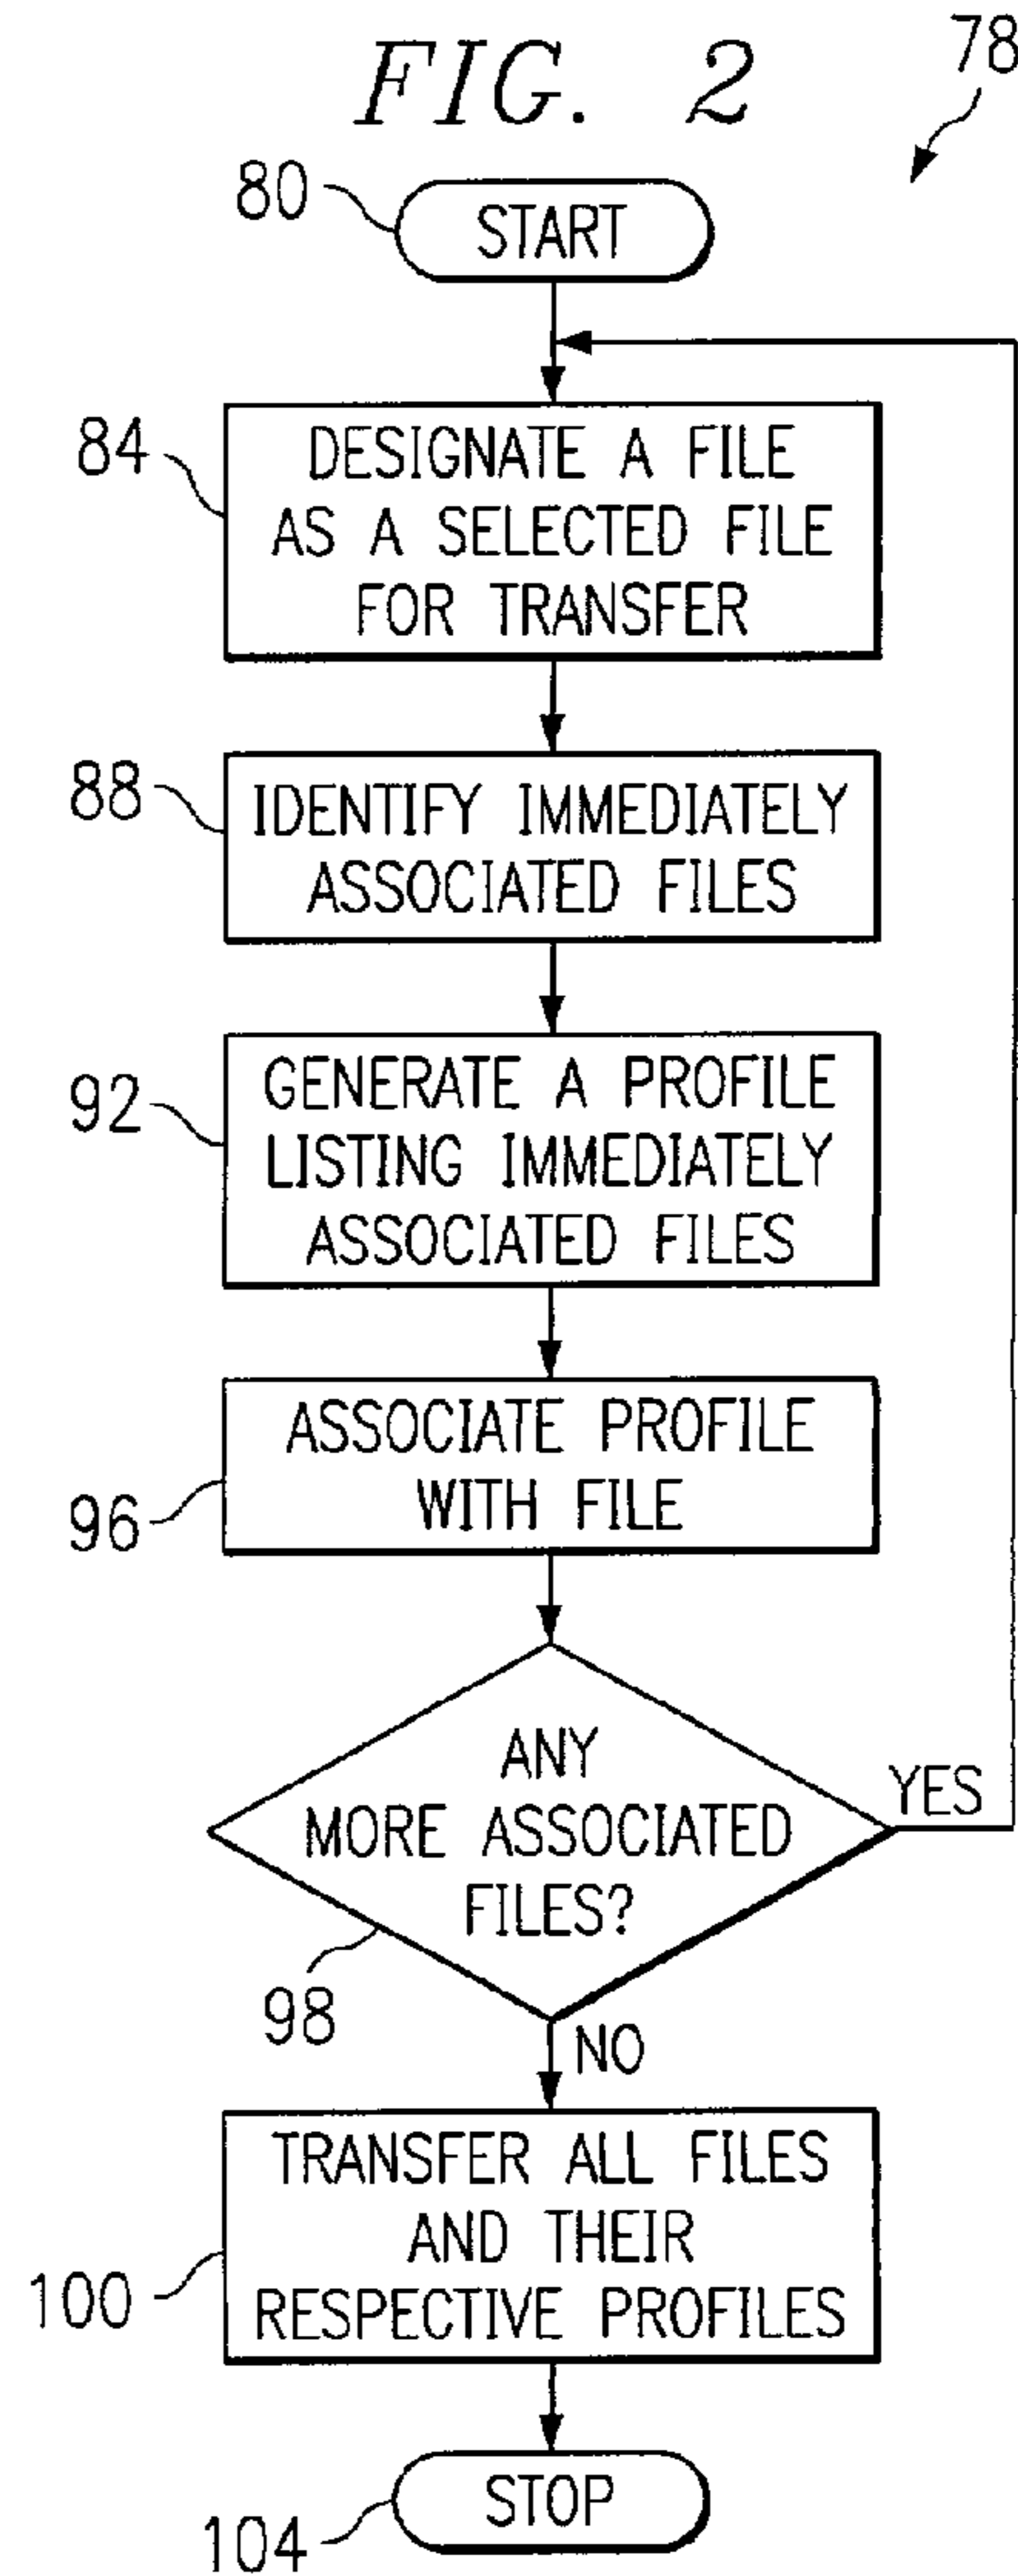 FIG. 2
78
80
START
84
DESIGNATE A FILE
AS A SELECTED FILE
FOR TRANSFER
88
IDENTIFY IMMEDIATELY
ASSOCIATED FILES
92
GENERATE A PROFILE
LISTING IMMEDIATELY
ASSOCIATED FILES
96
ASSOCIATE PROFILE
WITH FILE
ANY
MORE ASSOCIATED
FILES?
YES
98
NO
100
TRANSFER ALL FILES
AND THEIR
RESPECTIVE PROFILES
104
STOP